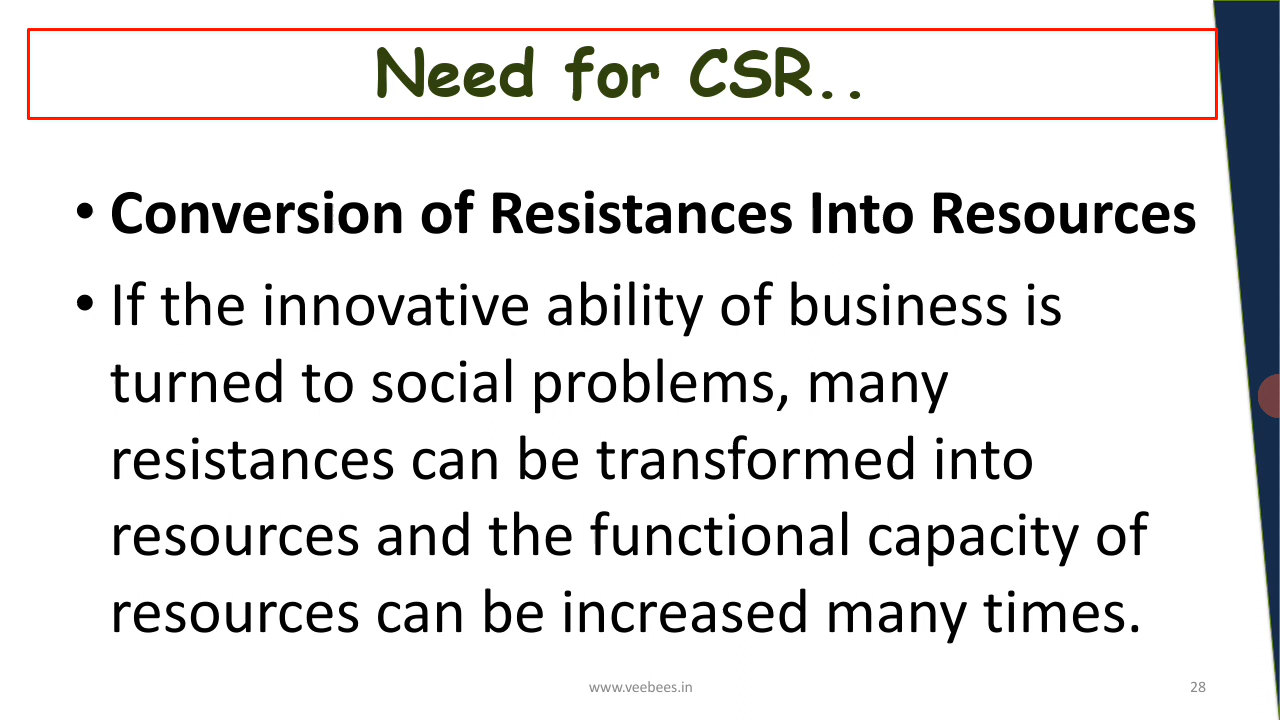 Need for CSR..
• Conversion of Resistances Into Resources
• If the innovative ability of business is
turned to social problems, many
resistances can be transformed into
resources and the functional capacity of
resources can be increased many times.
www.veebees.in
28